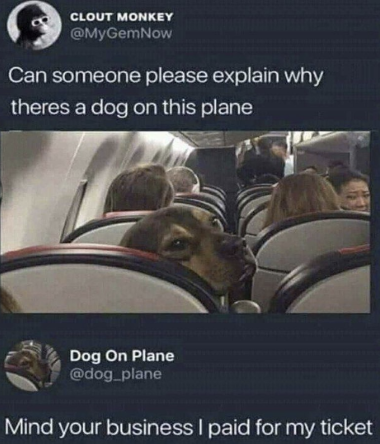 CLOUT MONKEY
@MyGemNow
Can someone please explain why
theres a dog on this plane
Dog On Plane
@dog_plane
Mind your business I paid for my ticket